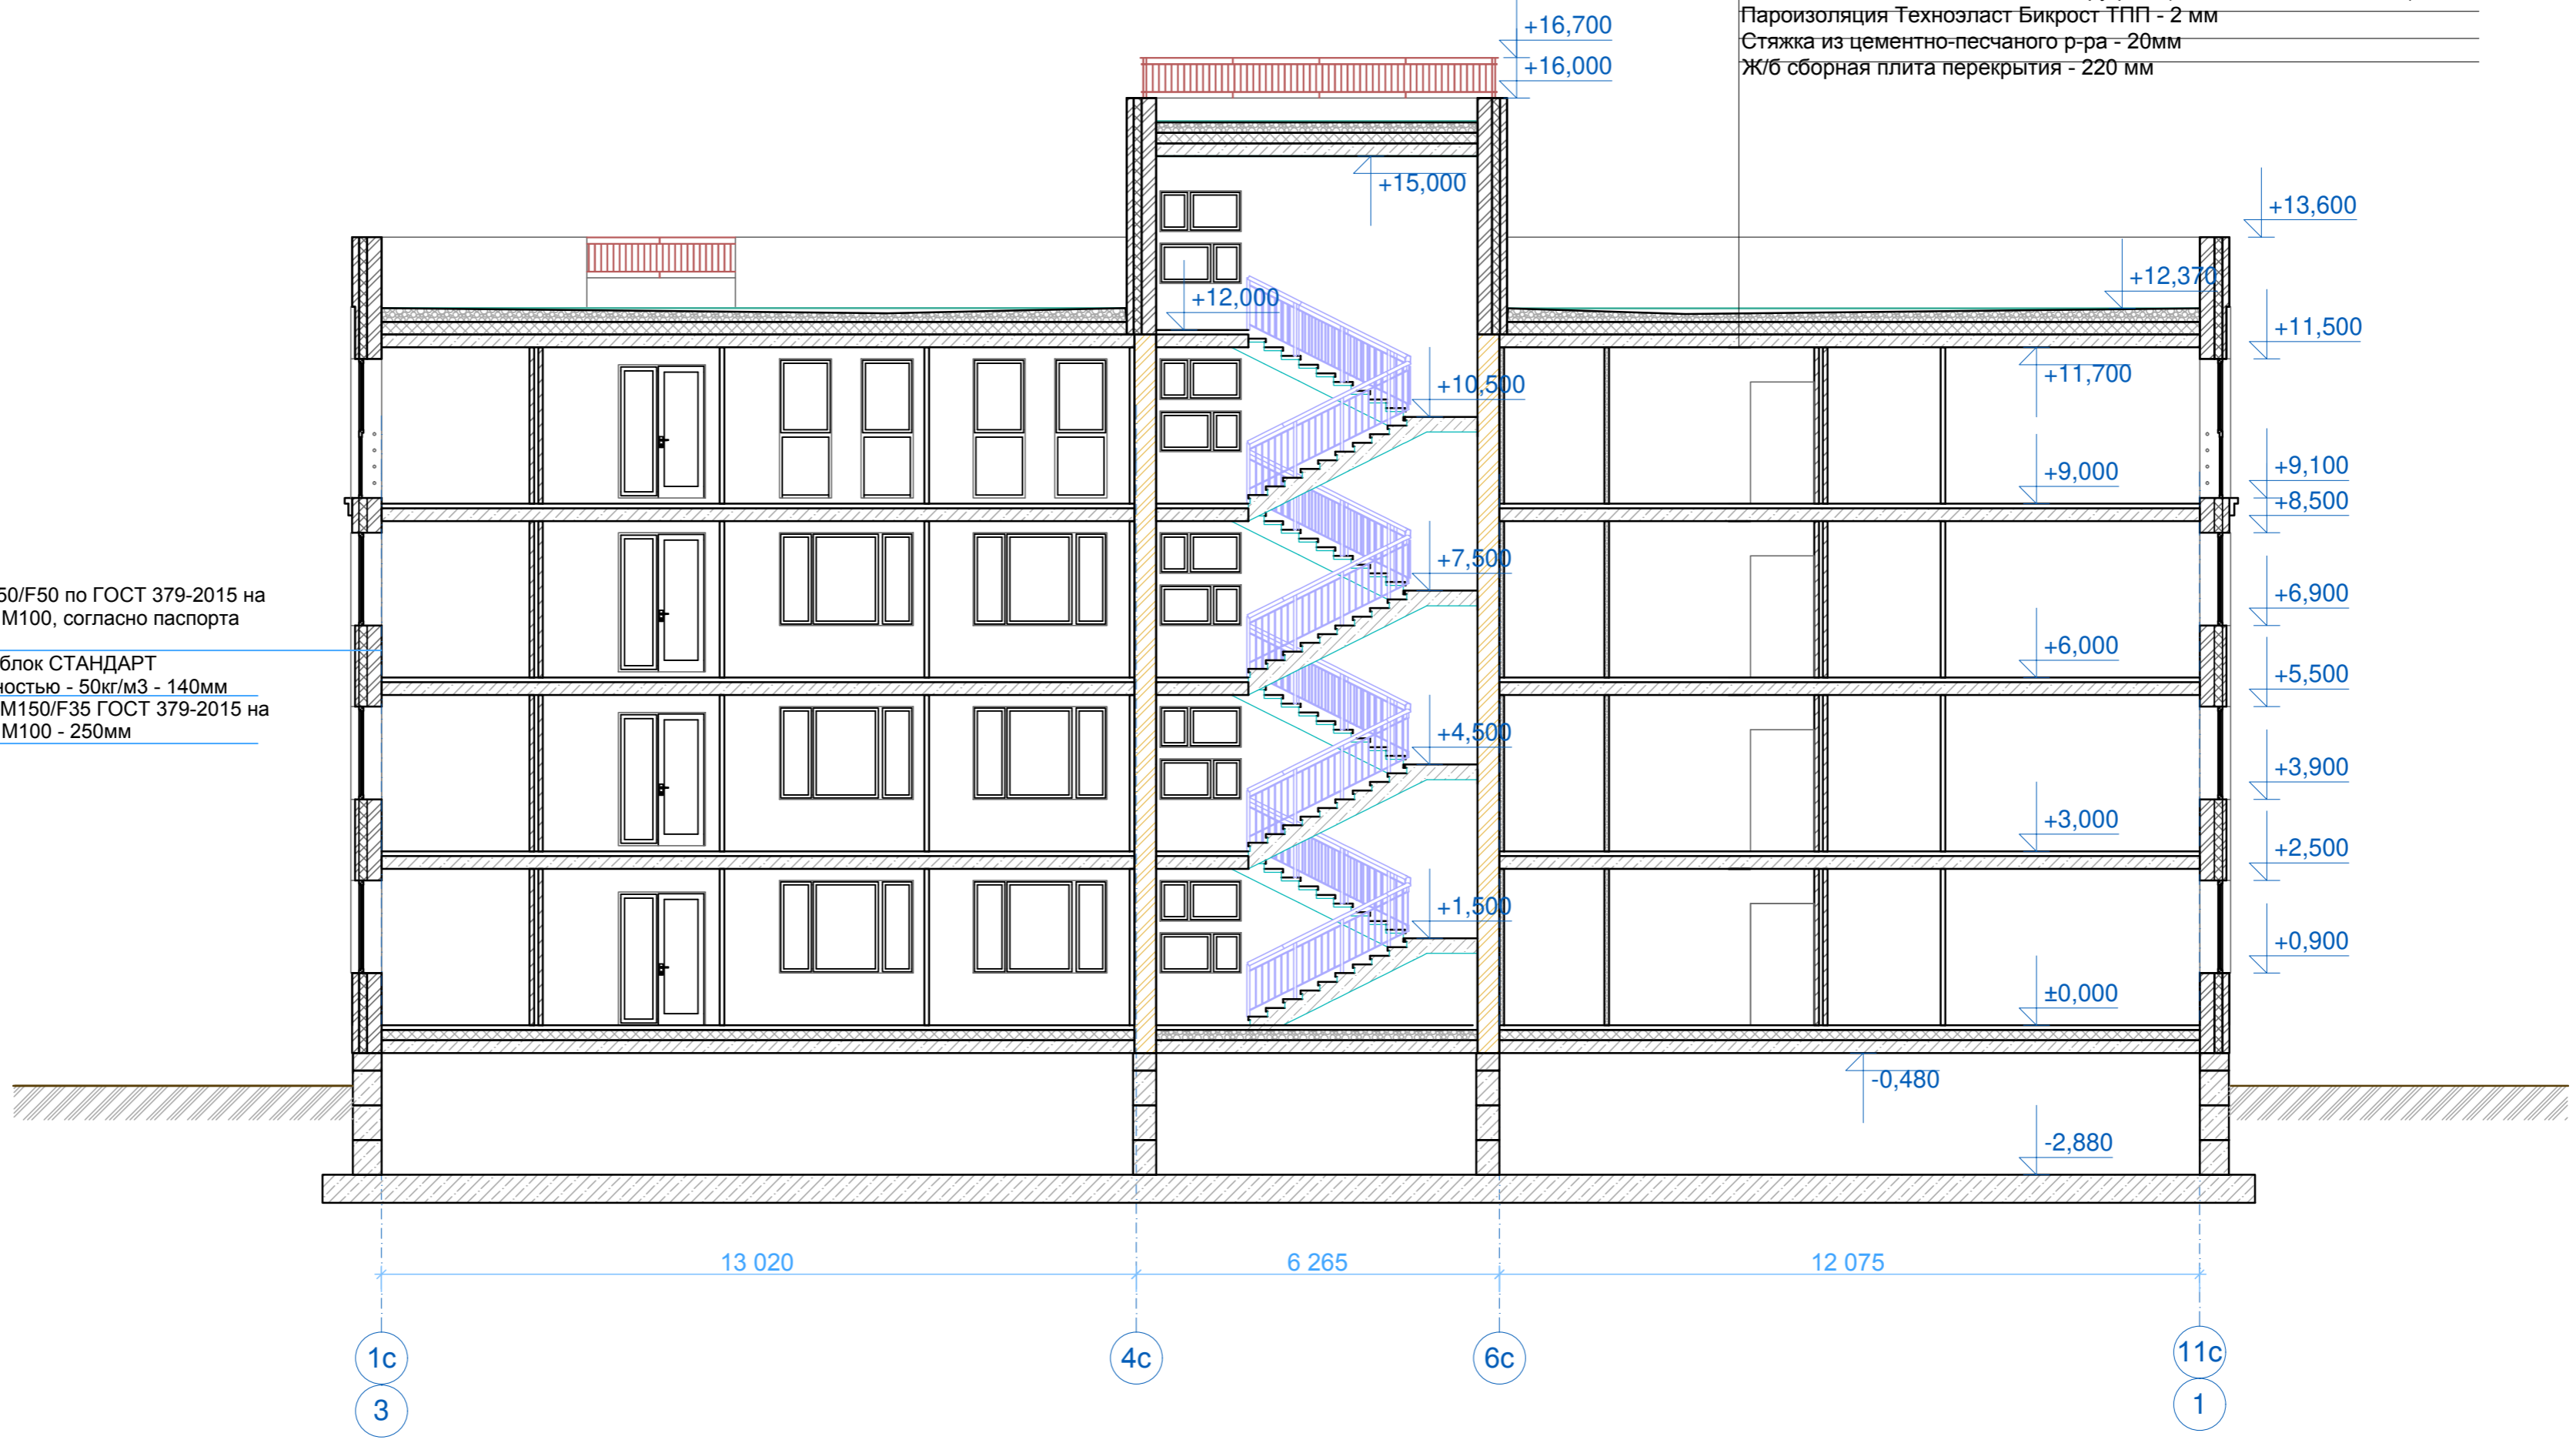 Пароизоляция Техноэласт Бикрост ТПП - 2 мм
Стяжка из цементно-песчаного р-ра - 20мм
Ж/б сборная плита перекрытия - 220 мм
+16,700
+16,000
+15,000
+13,600
+12,370
+12,000
+11,500
+11,700
+10,500
+9,000
+9,100
+8,500
+7,500
50/F50 по ГОСТ 379-2015 на
М100, согласно паспорта
блок СТАНДАРТ
ностью - 50кг/м3 - 140мм
М150/F35 ГОСТ 379-2015 на
М100 - 250мм
+6,900
+6,000
+5,500
+4,500
+3,900
+3,000
+2,500
+1,500
+0,900
±0,000
-0,480
-2,880
13 020
6 265
12 075
1с
4с
6с
11с
3
1